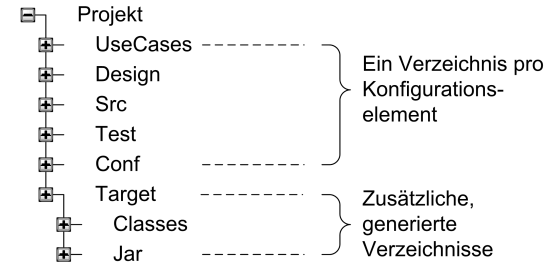 Projekt
UseCases
Design
Src
Test
Conf
Target
Classes
Jar
Ein Verzeichnis pro
Konfigurations-
element
Zusätzliche,
generierte
Verzeichnisse